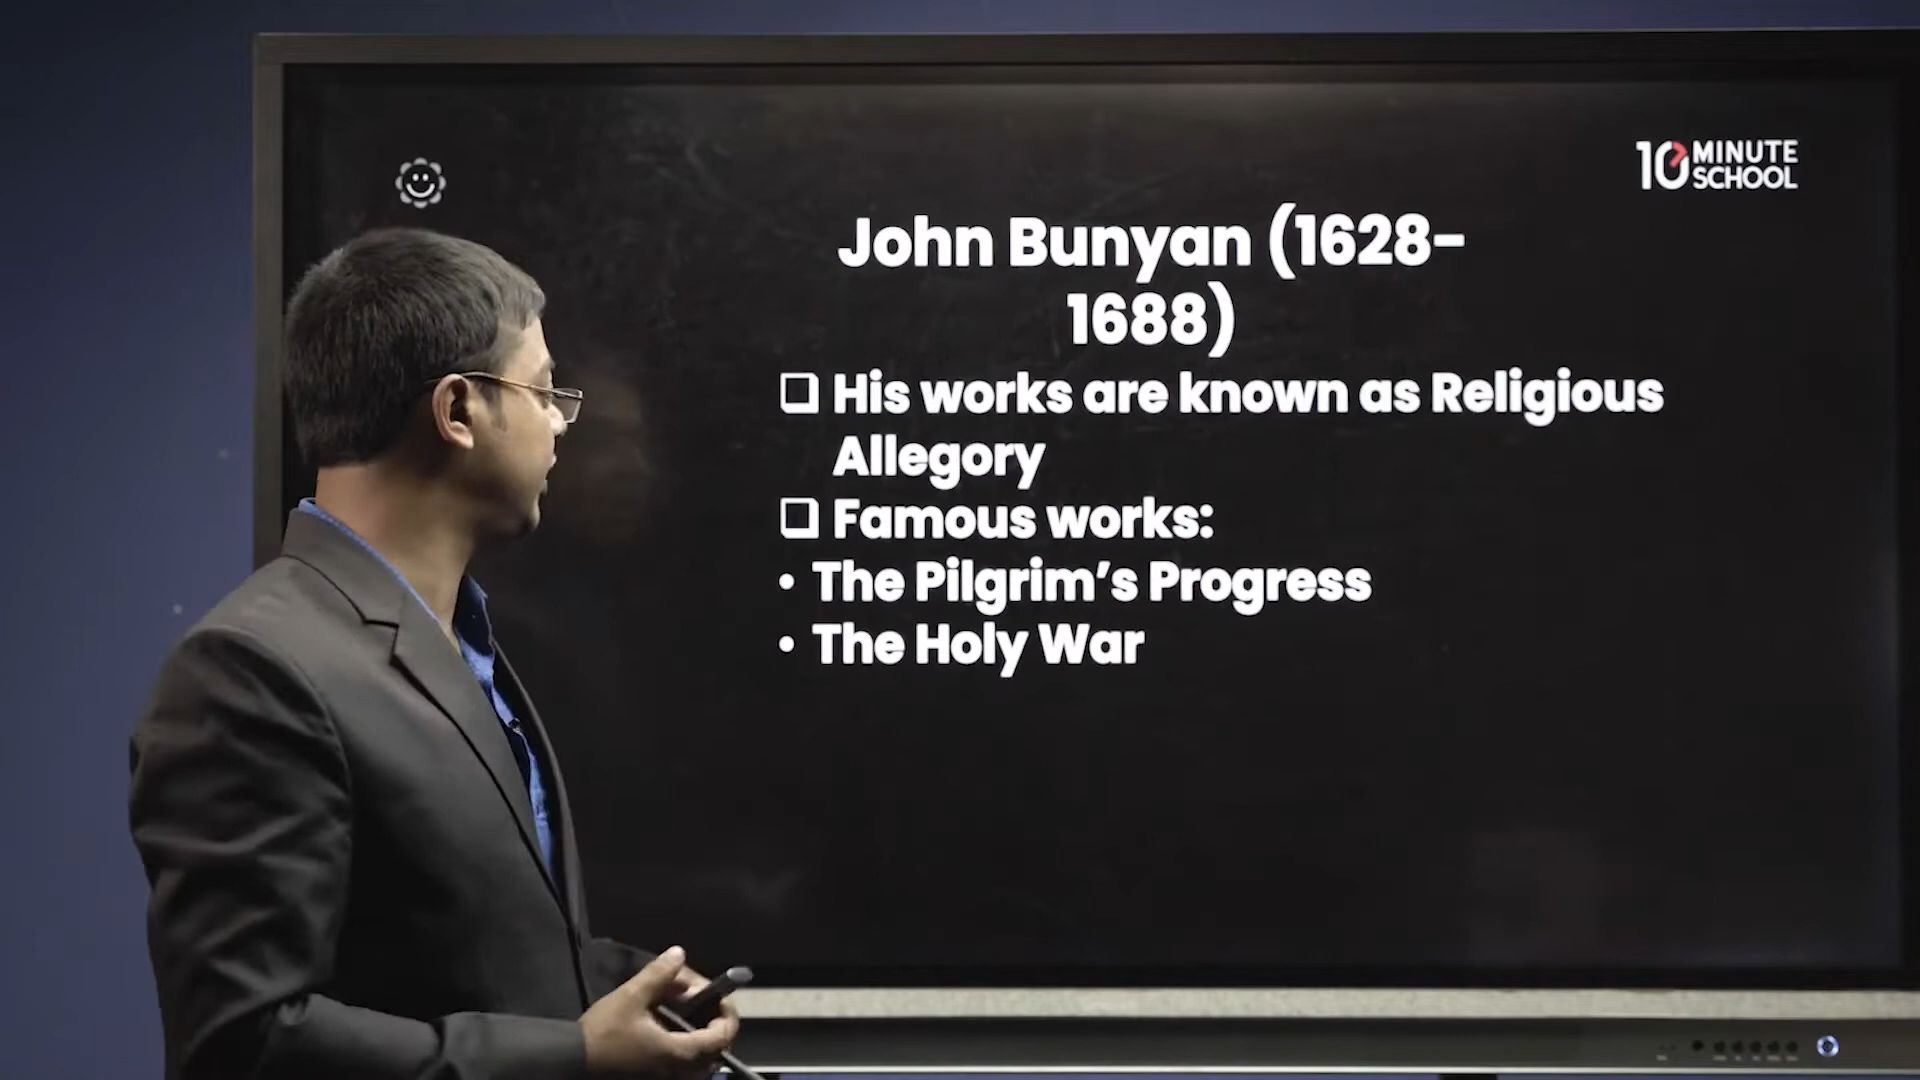 10 MINUTE
SCHOOL
John Bunyan (1628-
1688)
❑ His works are known as Religious
Allegory
❑ Famous works:
• The Pilgrim’s Progress
• The Holy War